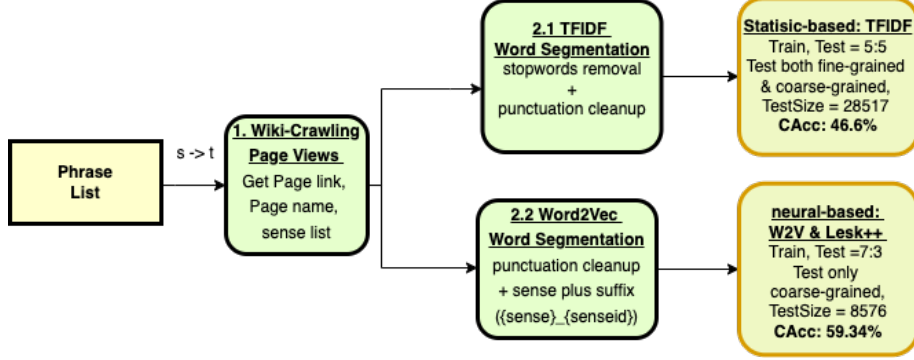 Phrase
List
s -> t
1. Wiki-Crawling
Page Views
Get Page link,
Page name,
sense list
2.1 TFIDF
Word Segmentation
stopwords removal
+
punctuation cleanup
Statisic-based: TFIDF
Train, Test = 5:5
Test both fine-grained
& coarse-grained,
TestSize = 28517
CAcc: 46.6%
2.2 Word2Vec
Word Segmentation
punctuation cleanup
+ sense plus suffix
({sense}_{senseid})
neural-based:
W2V & Lesk++
Train, Test =7:3
Test only
coarse-grained,
TestSize = 8576
CAcc: 59.34%